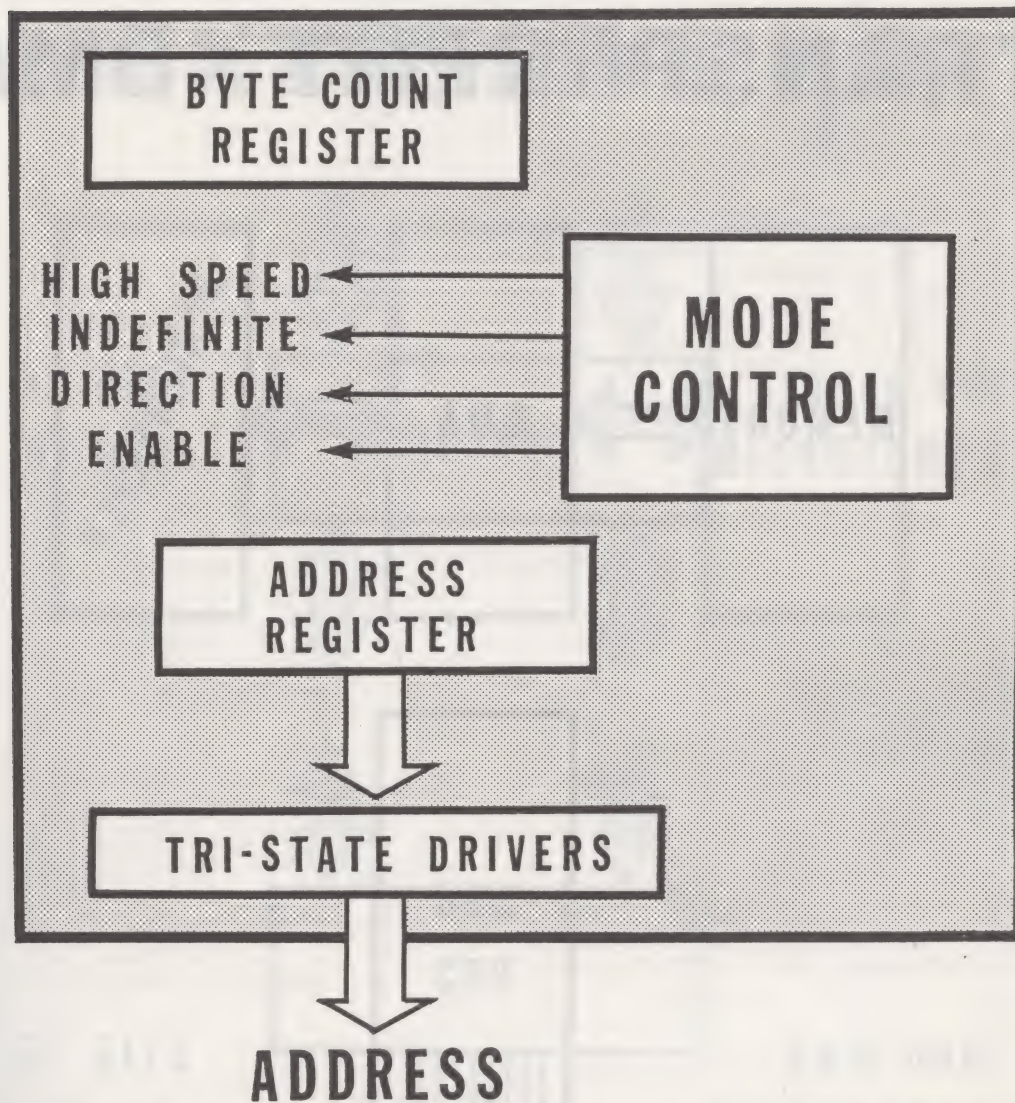 BYTE COUNT
REGISTER
HIGH SPEED
INDEFINITE
DIRECTION
ENABLE
MODE
CONTROL
ADDRESS
REGISTER
TRI-STATE DRIVERS
ADDRESS